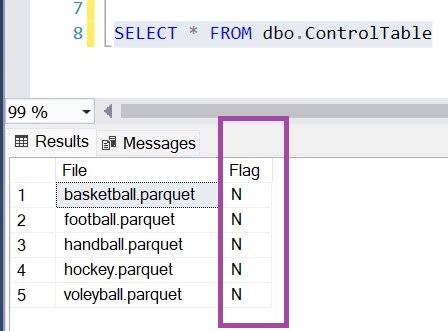 7
8 SELECT * FROM dbo.ControlTable
99 %
Results Messages
File Flag
1 basketball.parquet N
2 football.parquet N
3 handball.parquet N
4 hockey.parquet N
5 voleyball.parquet N